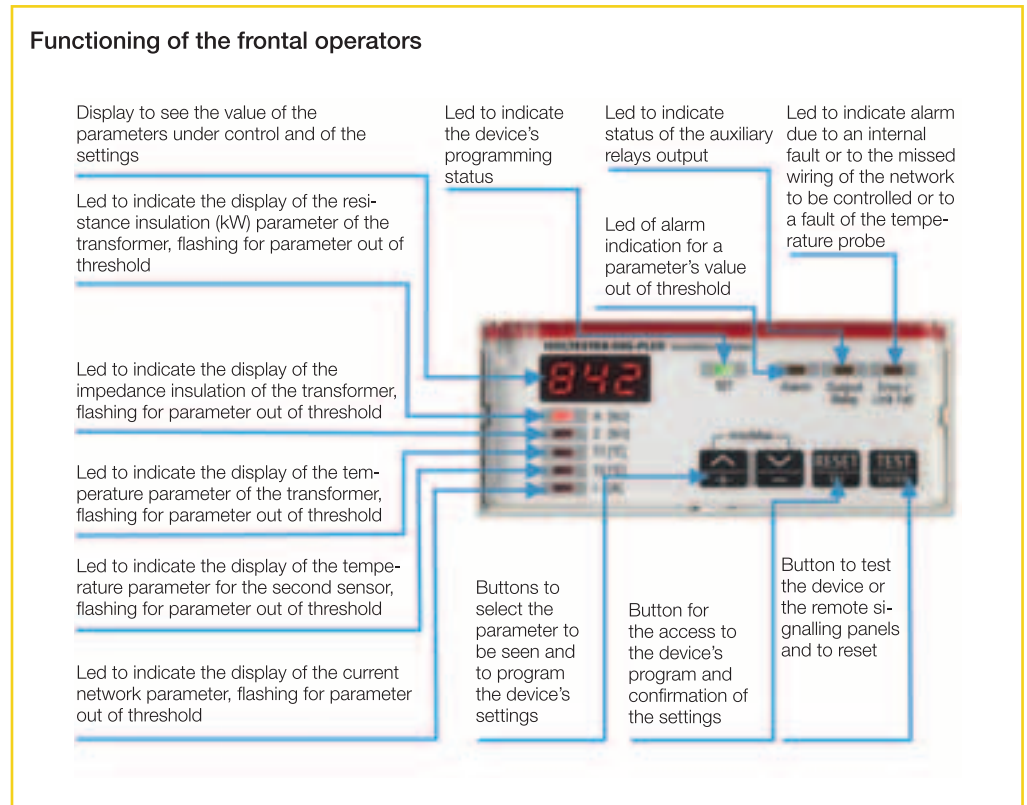 Functioning of the frontal operators
Display to see the value of the
parameters under control and of the
settings
Led to indicate the display of the resi-
stance insulation (kW) parameter of the
transformer, flashing for parameter out of
threshold
Led to indicate the display of the
impedance insulation of the transformer,
flashing for parameter out of threshold
Led to indicate the display of the tem-
perature parameter of the transformer,
flashing for parameter out of threshold
Led to indicate the display of the tempe-
rature parameter for the second sensor,
flashing for parameter out of threshold
Led to indicate the display of the current
network parameter, flashing for parameter
out of threshold
Led to indicate
the device's
programming
status
Led to indicate
status of the auxiliary
relays output
Led of alarm
indication for a
parameter's value
out of threshold
Led to indicate alarm
due to an internal
fault or to the missed
wiring of the network
to be controlled or to
a fault of the tempe-
rature probe
842
SET
Alarm
Output
Relay
RESET
TEST
Buttons to
select the
parameter to
be seen and
to program
the device's
settings
Button for
the access to
the device's
program and
confirmation of
the settings
Button to test
the device or
the remote si-
gnalling panels
and to reset